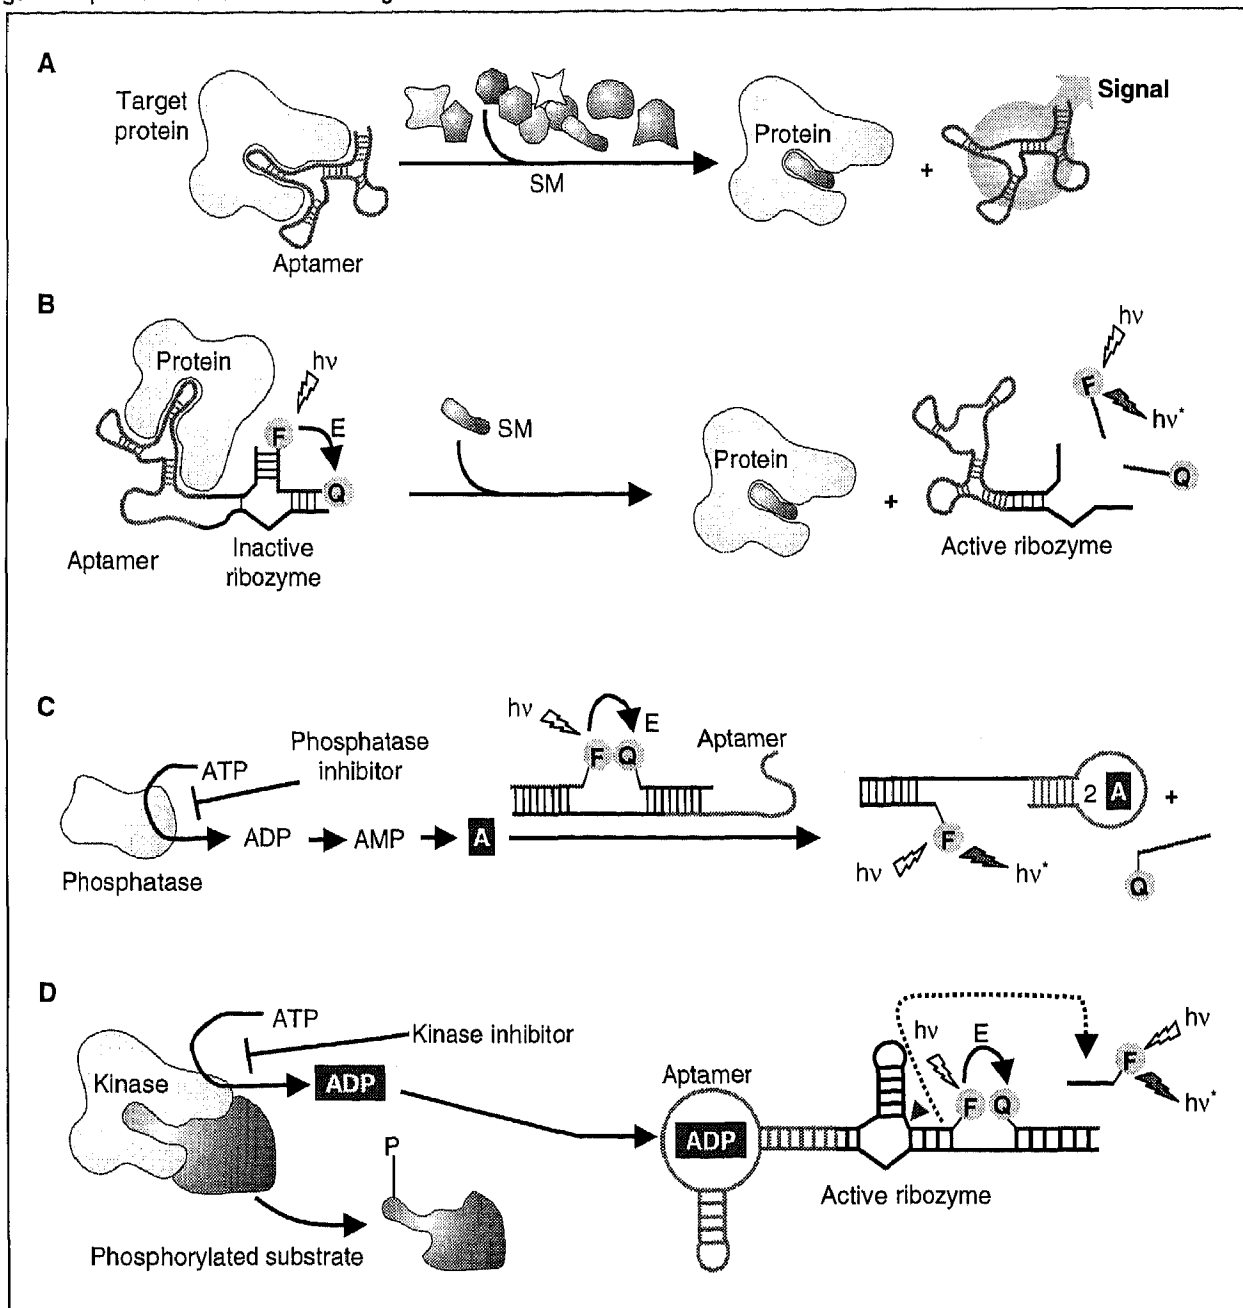 A
Target
protein
Aptamer
SM
Protein
+
Signal
B
Protein
hν
F
E
Q
Aptamer
Inactive
ribozyme
SM
Protein
+
hν
F
hν*
Q
Active ribozyme
C
Phosphatase
inhibitor
ATP
ADP
AMP
A
Phosphatase
hν
E
F Q
Aptamer
2 A
+
F
hν
hν*
Q
D
ATP
Kinase inhibitor
Kinase
ADP
P
Phosphorylated substrate
Aptamer
ADP
hν
E
F Q
Active ribozyme
hν
F
hν*